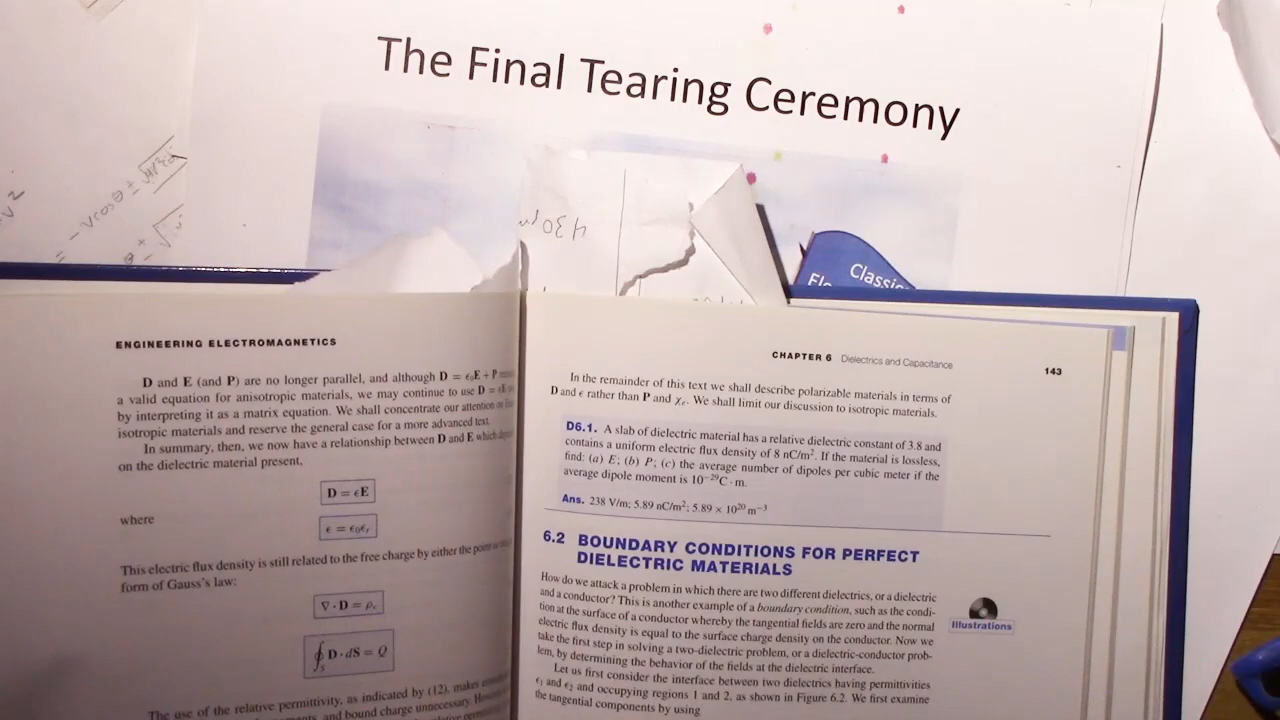 The Final Tearing Ceremony
= - vcosθ ±
430
Classic
ENGINEERING ELECTROMAGNETICS
D and E (and P) are no longer parallel, and although D = ϵ₀E + P
a valid equation for anisotropic materials, we may continue to use D = ϵE
by interpreting it as a matrix equation. We shall concentrate our attention on
isotropic materials and reserve the general case for a more advanced text.
In summary, then, we now have a relationship between D and E which
on the dielectric material present,
D = ϵE
where
ϵ = ϵ₀ϵᵣ
This electric flux density is still related to the free charge by either the point
form of Gauss's law:
∇ · D = ρᵥ
∮ₛ D · dS = Q
The use of the relative permittivity, as indicated by (12), makes
and bound charge unnecessary.
CHAPTER 6 Dielectrics and Capacitance
143
In the remainder of this text we shall describe polarizable materials in terms of
D and ϵ rather than P and χₑ. We shall limit our discussion to isotropic materials.
D6.1. A slab of dielectric material has a relative dielectric constant of 3.8 and
contains a uniform electric flux density of 8 nC/m². If the material is lossless,
find: (a) E; (b) P; (c) the average number of dipoles per cubic meter if the
average dipole moment is 10⁻²⁹C · m.
Ans. 238 V/m; 5.89 nC/m²; 5.89 × 10²⁰ m⁻³
6.2 BOUNDARY CONDITIONS FOR PERFECT
DIELECTRIC MATERIALS
How do we attack a problem in which there are two different dielectrics, or a dielectric
and a conductor? This is another example of a boundary condition, such as the condi-
tion at the surface of a conductor whereby the tangential fields are zero and the normal
electric flux density is equal to the surface charge density on the conductor. Now we
take the first step in solving a two-dielectric problem, or a dielectric-conductor prob-
lem, by determining the behavior of the fields at the dielectric interface.
Illustrations
Let us first consider the interface between two dielectrics having permittivities
ϵ₁ and ϵ₂ and occupying regions 1 and 2, as shown in Figure 6.2. We first examine
the tangential components by using